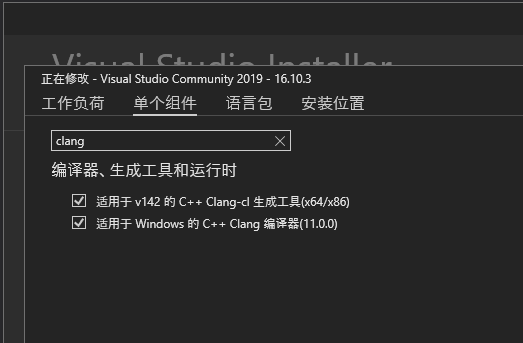 Visual Studio Installer
正在修改 - Visual Studio Community 2019 - 16.10.3
工作负荷 单个组件 语言包 安装位置
clang
编译器、生成工具和运行时
适用于 v142 的 C++ Clang-cl 生成工具(x64/x86)
适用于 Windows 的 C++ Clang 编译器(11.0.0)